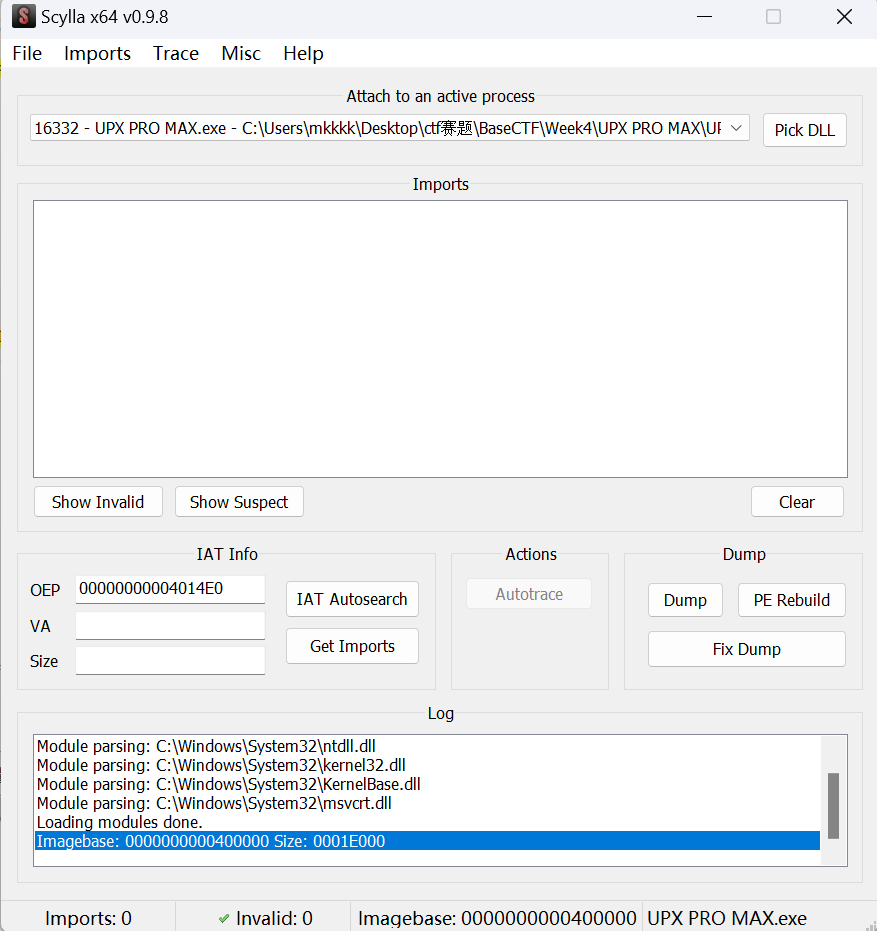 Scylla x64 v0.9.8
File Imports Trace Misc Help
Attach to an active process
16332 - UPX PRO MAX.exe - C:\Users\mkkkk\Desktop\ctf赛题\BaseCTF\Week4\UPX PRO MAX\UF
Pick DLL
Imports
Show Invalid
Show Suspect
Clear
IAT Info
OEP 00000000004014E0
IAT Autosearch
VA
Size
Get Imports
Actions
Autotrace
Dump
Dump
PE Rebuild
Fix Dump
Log
Module parsing: C:\Windows\System32\ntdll.dll
Module parsing: C:\Windows\System32\kernel32.dll
Module parsing: C:\Windows\System32\KernelBase.dll
Module parsing: C:\Windows\System32\msvcrt.dll
Loading modules done.
Imagebase: 0000000000400000 Size: 0001E000
Imports: 0
Invalid: 0
Imagebase: 0000000000400000
UPX PRO MAX.exe